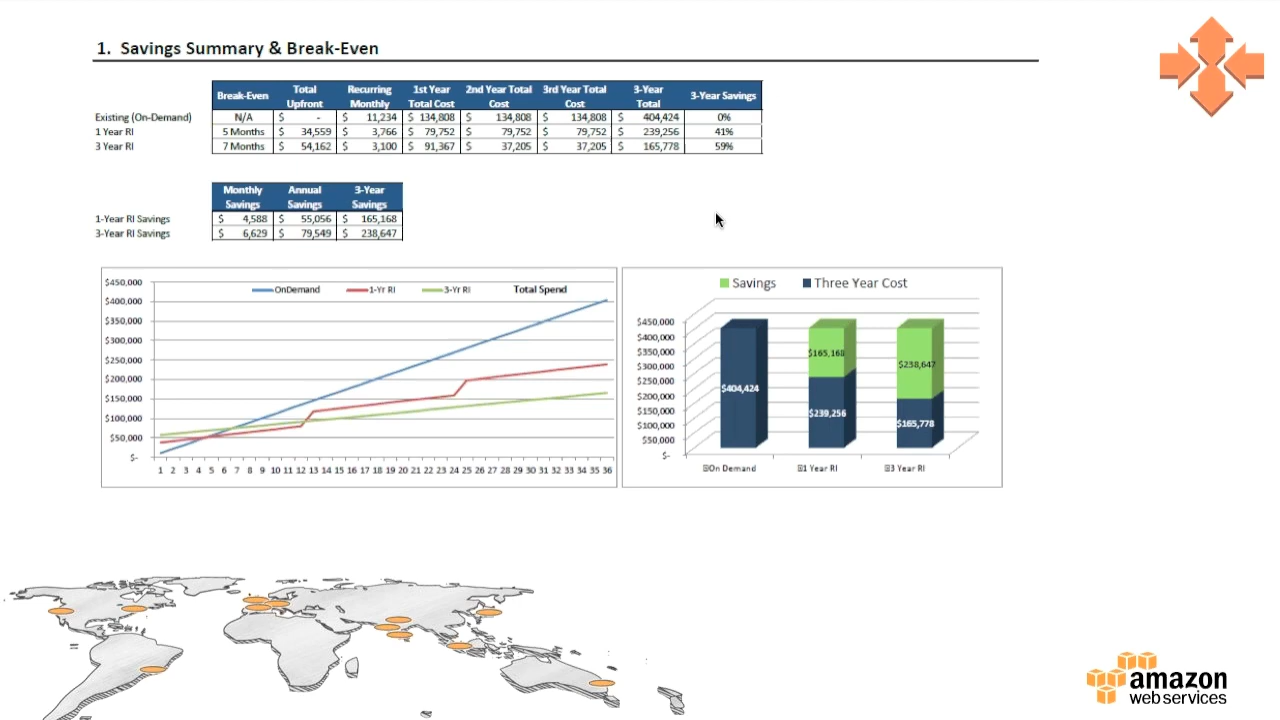 1. Savings Summary & Break-Even
Break-Even Total Upfront Recurring Monthly 1st Year Total Cost 2nd Year Total Cost 3rd Year Total Cost 3-Year Total 3-Year Savings
Existing (On-Demand) N/A $ - $ 11,234 $ 134,808 $ 134,808 $ 134,808 $ 404,424 0%
1 Year RI 5 Months $ 34,559 $ 3,766 $ 79,752 $ 79,752 $ 79,752 $ 239,256 41%
3 Year RI 7 Months $ 54,162 $ 3,100 $ 91,367 $ 37,205 $ 37,205 $ 165,778 59%
Monthly Savings Annual Savings 3-Year Savings
1-Year RI Savings $ 4,588 $ 55,056 $ 165,168
3-Year RI Savings $ 6,629 $ 79,549 $ 238,647
OnDemand 1-Yr RI 3-Yr RI Total Spend
$450,000
$400,000
$350,000
$300,000
$250,000
$200,000
$150,000
$100,000
$50,000
$-
1 2 3 4 5 6 7 8 9 10 11 12 13 14 15 16 17 18 19 20 21 22 23 24 25 26 27 28 29 30 31 32 33 34 35 36
Savings Three Year Cost
$450,000
$400,000
$350,000
$300,000
$250,000
$200,000
$150,000
$100,000
$50,000
$-
$404,424
$165,168
$239,256
$238,647
$165,778
On Demand 1 Year RI 3 Year RI
amazon
web services